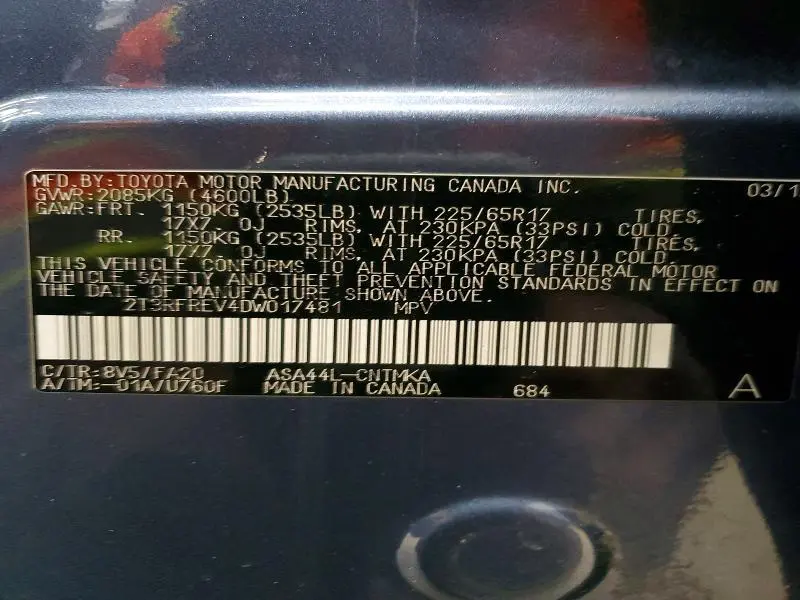 MFD.BY:TOYOTA MOTOR MANUFACTURING CANADA INC. 03/1
GVWR:2085KG (4600LB)
GAWR:FRT. 1150KG (2535LB) WITH 225/65R17 TIRES,
17X7 0J RIMS, AT 230KPA (33PSI) COLD.
RR. 1150KG (2535LB) WITH 225/65R17 TIRES,
17X7 0J RIMS, AT 230KPA (33PSI) COLD.
THIS VEHICLE CONFORMS TO ALL APPLICABLE FEDERAL MOTOR
VEHICLE SAFETY AND THEFT PREVENTION STANDARDS IN EFFECT ON
THE DATE OF MANUFACTURE SHOWN ABOVE.
2T3RFREV4DW017481 MPV
C/TR:8V5/FA20 ASA44L-CNTMKA
A/TM:-01A/U760F MADE IN CANADA 684 A